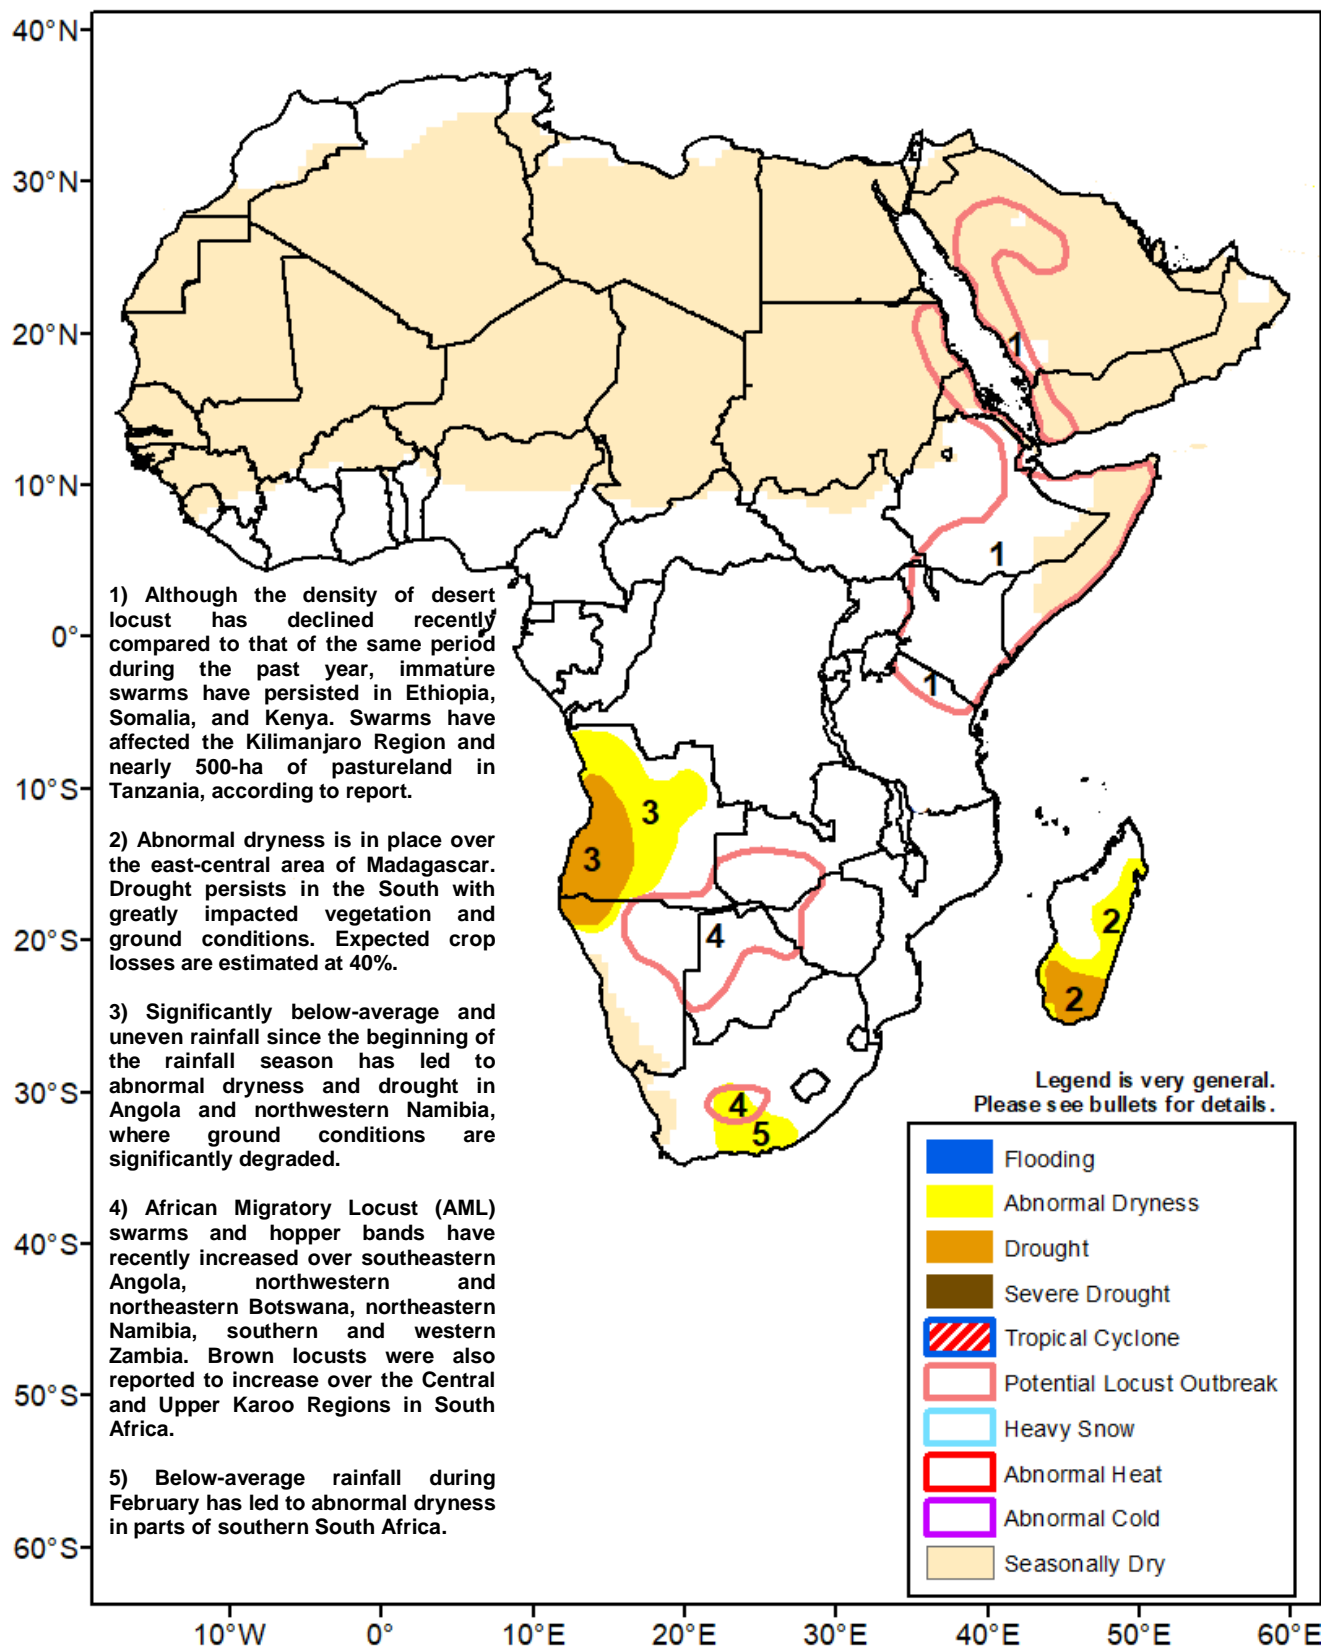 40°N
30°N
20°N
10°N
0°
10°S
20°S
30°S
40°S
50°S
60°S
1
1
1
3
3
4
2
2
4
5
1) Although the density of desert
locust has declined recently
compared to that of the same period
during the past year, immature
swarms have persisted in Ethiopia,
Somalia, and Kenya. Swarms have
affected the Kilimanjaro Region and
nearly 500-ha of pastureland in
Tanzania, according to report.
2) Abnormal dryness is in place over
the east-central area of Madagascar.
Drought persists in the South with
greatly impacted vegetation and
ground conditions. Expected crop
losses are estimated at 40%.
3) Significantly below-average and
uneven rainfall since the beginning of
the rainfall season has led to
abnormal dryness and drought in
Angola and northwestern Namibia,
where ground conditions are
significantly degraded.
4) African Migratory Locust (AML)
swarms and hopper bands have
recently increased over southeastern
Angola, northwestern and
northeastern Botswana, northeastern
Namibia, southern and western
Zambia. Brown locusts were also
reported to increase over the Central
and Upper Karoo Regions in South
Africa.
5) Below-average rainfall during
February has led to abnormal dryness
in parts of southern South Africa.
Legend is very general.
Please see bullets for details.
Flooding
Abnormal Dryness
Drought
Severe Drought
Tropical Cyclone
Potential Locust Outbreak
Heavy Snow
Abnormal Heat
Abnormal Cold
Seasonally Dry
10°W
0°
10°E
20°E
30°E
40°E
50°E
60°E